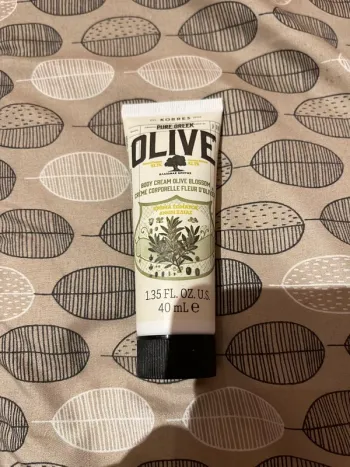 KORRES
PURE GREEK
OLIVE
BODY CREAM OLIVE BLOSSOM
CRÈME CORPORELLE FLEUR D'OLIVIER
1.35 FL. OZ. U.S.
40 mL e